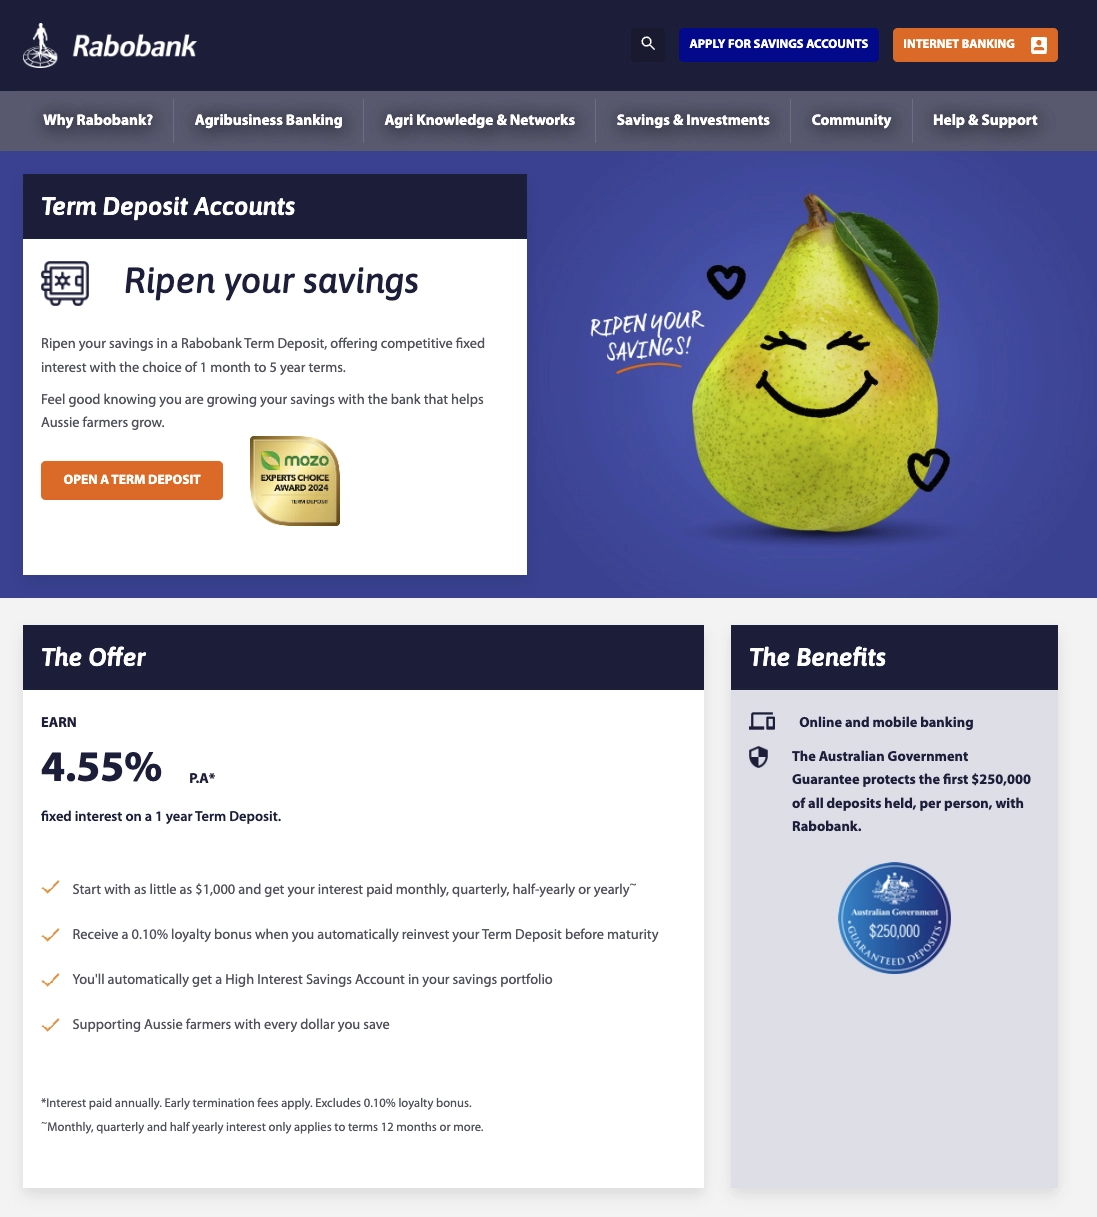 Rabobank
APPLY FOR SAVINGS ACCOUNTS
INTERNET BANKING
Why Rabobank?
Agribusiness Banking
Agri Knowledge & Networks
Savings & Investments
Community
Help & Support
Term Deposit Accounts
Ripen your savings
Ripen your savings in a Rabobank Term Deposit, offering competitive fixed
interest with the choice of 1 month to 5 year terms.
Feel good knowing you are growing your savings with the bank that helps
Aussie farmers grow.
OPEN A TERM DEPOSIT
mozo
EXPERTS CHOICE
AWARD 2024
TERM DEPOSIT
RIPEN YOUR
SAVINGS!
The Offer
EARN
4.55% P.A*
fixed interest on a 1 year Term Deposit.
Start with as little as $1,000 and get your interest paid monthly, quarterly, half-yearly or yearly~
Receive a 0.10% loyalty bonus when you automatically reinvest your Term Deposit before maturity
You'll automatically get a High Interest Savings Account in your savings portfolio
Supporting Aussie farmers with every dollar you save
*Interest paid annually. Early termination fees apply. Excludes 0.10% loyalty bonus.
~Monthly, quarterly and half yearly interest only applies to terms 12 months or more.
The Benefits
Online and mobile banking
The Australian Government
Guarantee protects the first $250,000
of all deposits held, per person, with
Rabobank.
Australian Government
$250,000
GUARANTEED DEPOSITS